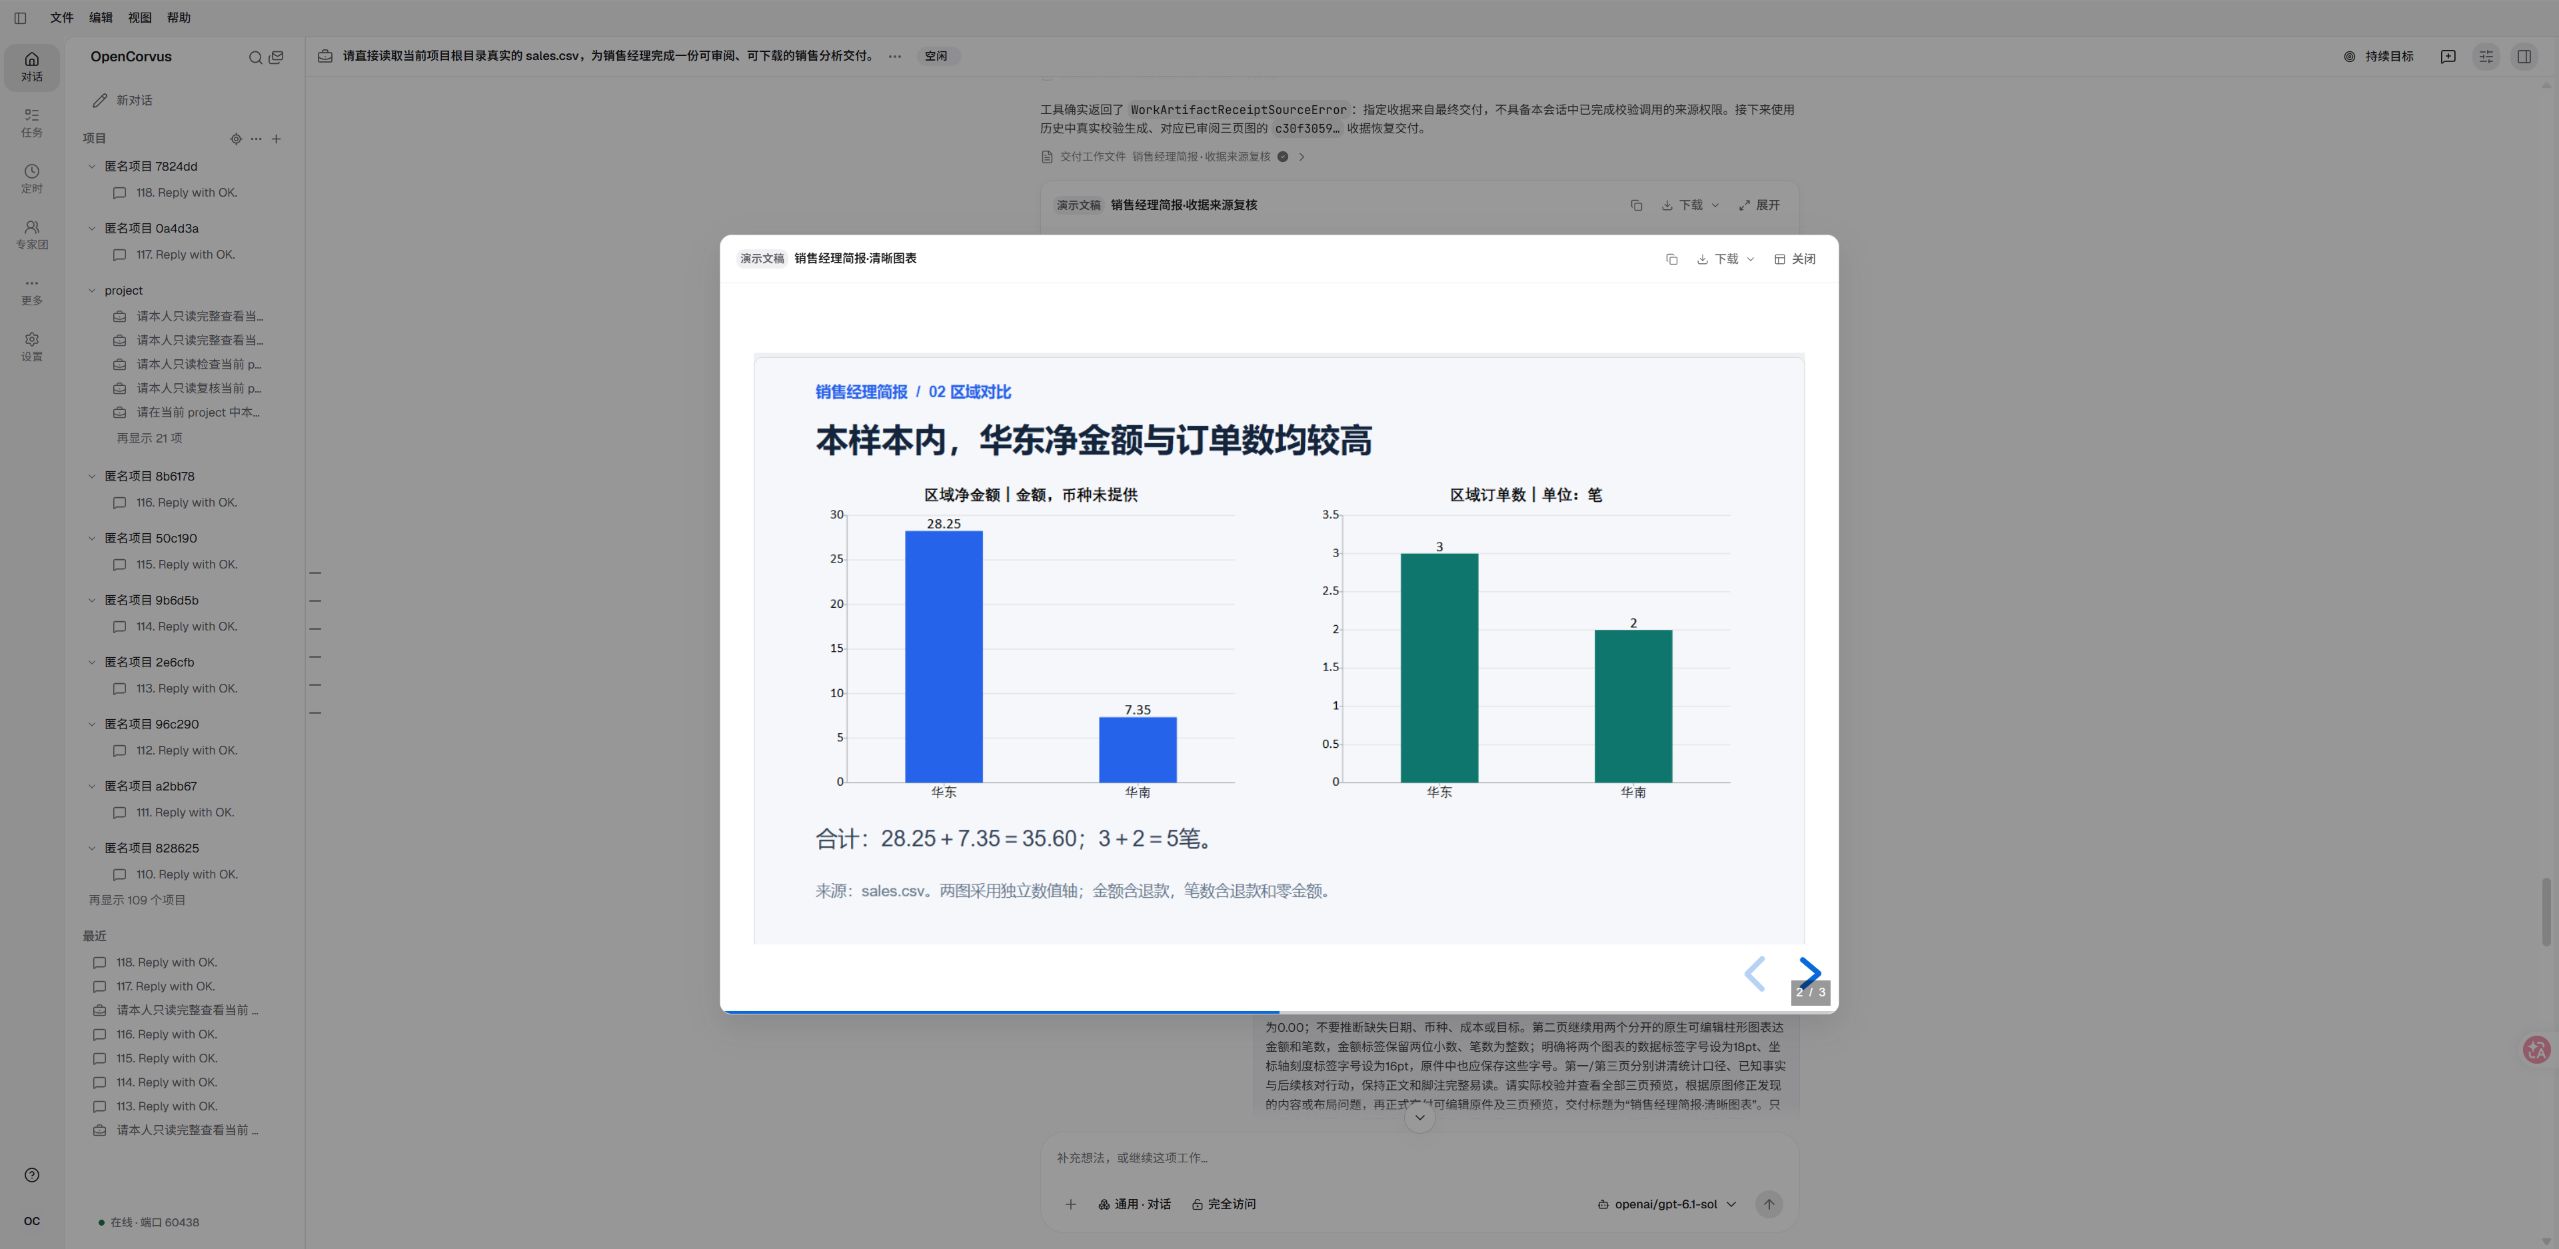 文件 编辑 视图 帮助
对话
任务
定时
专家团
更多
设置
OC
OpenCorvus
新对话
项目
匿名项目 7824dd
118. Reply with OK.
匿名项目 0a4d3a
117. Reply with OK.
project
请本人只读完整查看当...
请本人只读完整查看当...
请本人只读检查当前 p...
请本人只读复核当前 p...
请在当前 project 中本...
再显示 21 项
匿名项目 8b6178
116. Reply with OK.
匿名项目 50c190
115. Reply with OK.
匿名项目 9b6d5b
114. Reply with OK.
匿名项目 2e6cfb
113. Reply with OK.
匿名项目 96c290
112. Reply with OK.
匿名项目 a2bb67
111. Reply with OK.
匿名项目 828625
110. Reply with OK.
再显示 109 个项目
最近
118. Reply with OK.
117. Reply with OK.
请本人只读完整查看当前 ...
116. Reply with OK.
115. Reply with OK.
114. Reply with OK.
113. Reply with OK.
请本人只读完整查看当前 ...
在线 · 端口 60438
请直接读取当前项目根目录真实的 sales.csv，为销售经理完成一份可审阅、可下载的销售分析交付。 ... 空闲
持续目标
工具确实返回了 WorkArtifactReceiptSourceError：指定收据来自最终交付，不具备本会话中已完成校验调用的来源权限。接下来使用
历史中真实校验生成、对应已审阅三页图的 c30f3059… 收据恢复交付。
交付工作文件 销售经理简报·收据来源复核
演示文稿 销售经理简报·收据来源复核 下载 展开
演示文稿 销售经理简报·清晰图表 下载 关闭
销售经理简报 / 02 区域对比
本样本内，华东净金额与订单数均较高
区域净金额 | 金额，币种未提供
30
25
20
15
10
5
0
28.25
7.35
华东 华南
区域订单数 | 单位：笔
3.5
3
2.5
2
1.5
1
0.5
0
3
2
华东 华南
合计：28.25 + 7.35 = 35.60；3 + 2 = 5笔。
来源：sales.csv。两图采用独立数值轴；金额含退款，笔数含退款和零金额。
2 / 3
为0.00；不要推断缺失日期、币种、成本或目标。第二页继续用两个分开的原生可编辑柱形图表达
金额和笔数，金额标签保留两位小数、笔数为整数；明确将两个图表的数据标签字号设为18pt、坐
标轴刻度标签字号设为16pt，原件中也应保存这些字号。第一/第三页分别讲清统计口径、已知事实
与后续核对行动，保持正文和脚注完整易读。请实际校验并查看全部三页预览，根据原图修正发现
的内容或布局问题，再正式可编辑原件及三页预览，交付标题为“销售经理简报·清晰图表”。只
补充想法，或继续这项工作...
通用 · 对话 完全访问 openai/gpt-6.1-sol